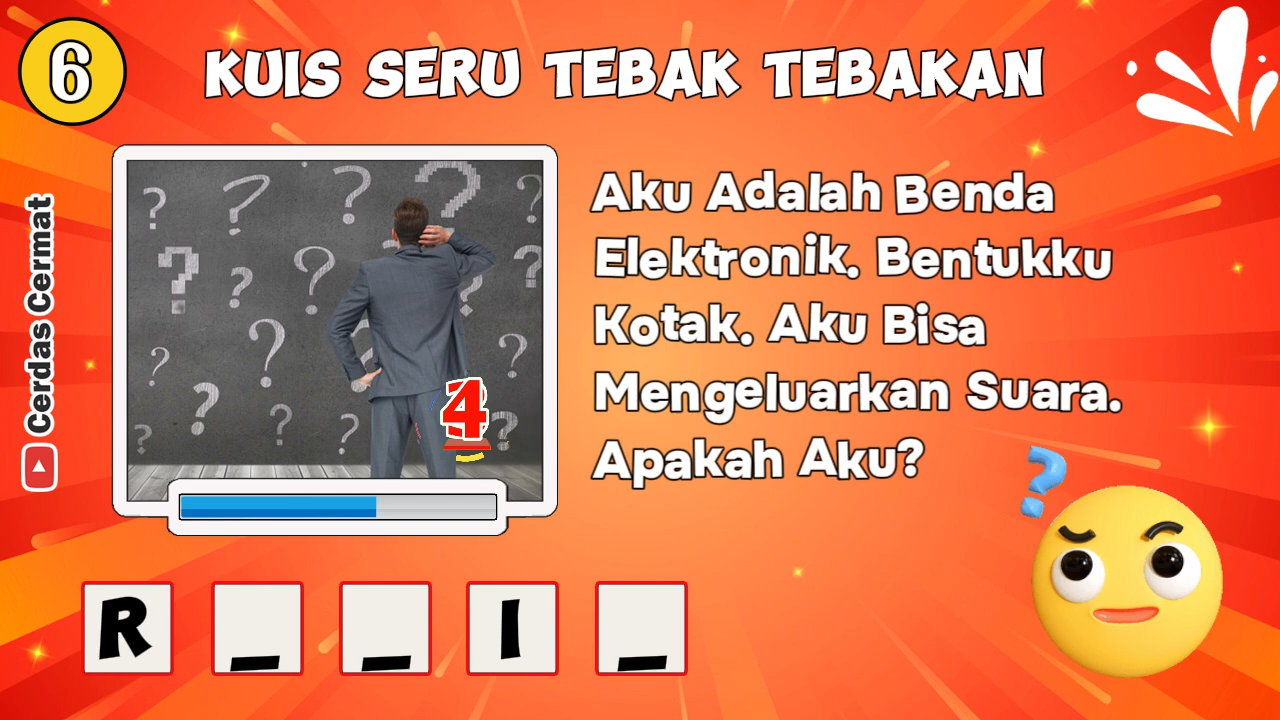 6
KUIS SERU TEBAK TEBAKAN
Cerdas Cermat
Aku Adalah Benda
Elektronik. Bentukku
Kotak. Aku Bisa
Mengeluarkan Suara.
Apakah Aku?
4
R _ _ I _